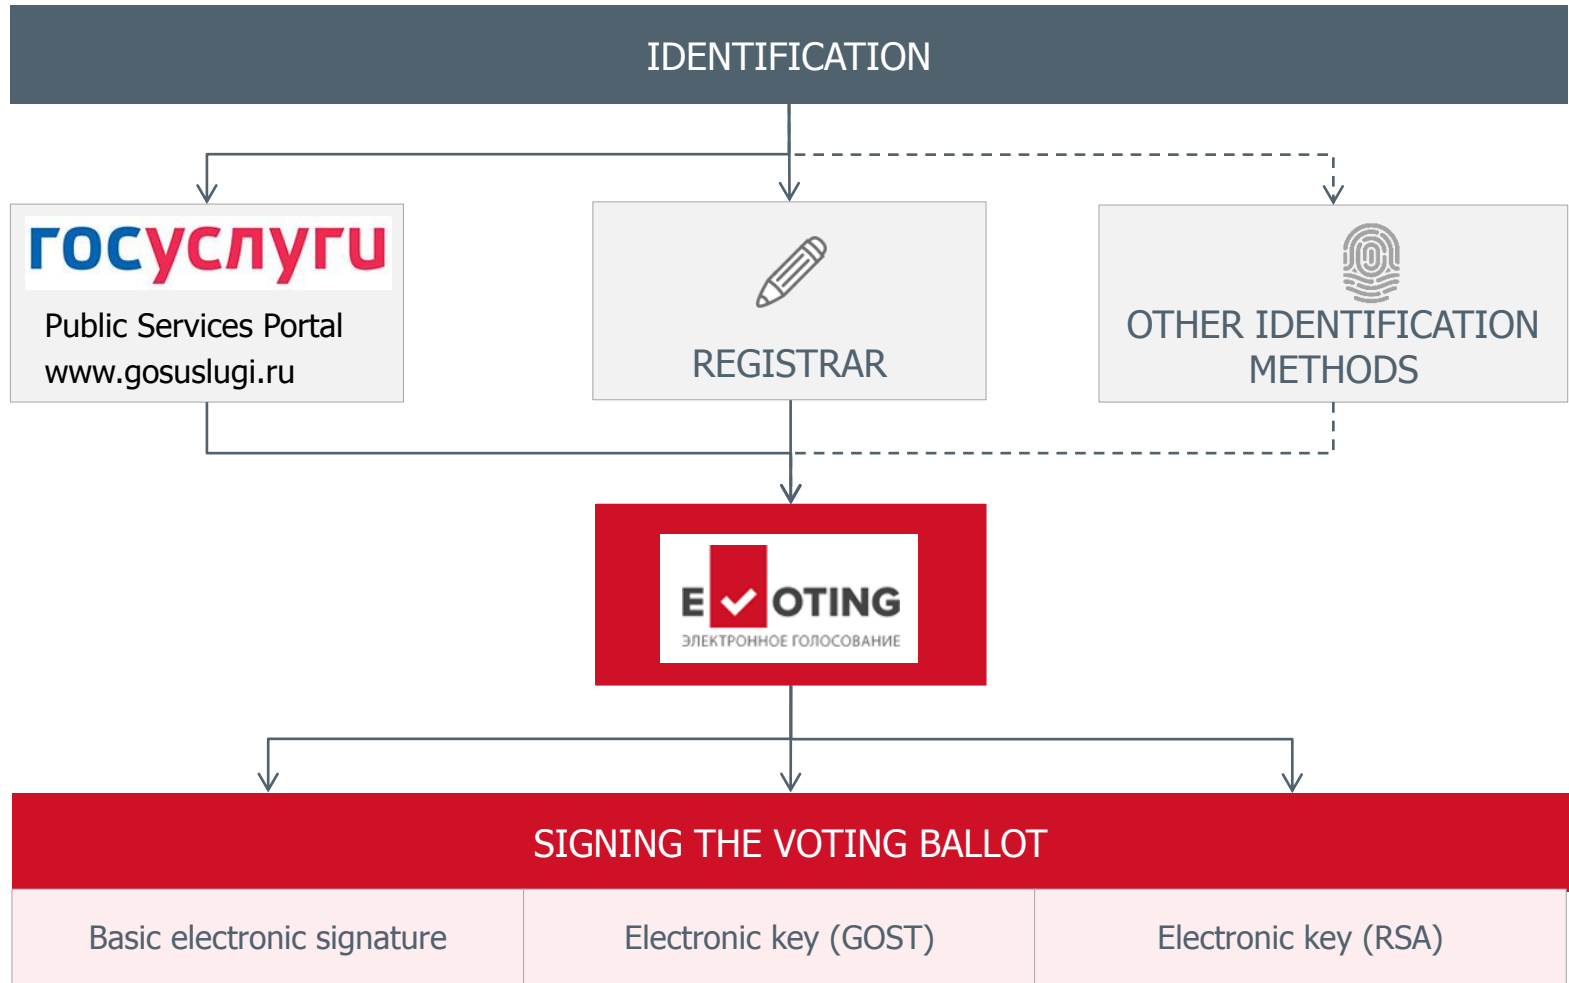 IDENTIFICATION
госуслуги
Public Services Portal
www.gosuslugi.ru
REGISTRAR
OTHER IDENTIFICATION
METHODS
E OTING
ЭЛЕКТРОННОЕ ГОЛОСОВАНИЕ
SIGNING THE VOTING BALLOT
Basic electronic signature
Electronic key (GOST)
Electronic key (RSA)